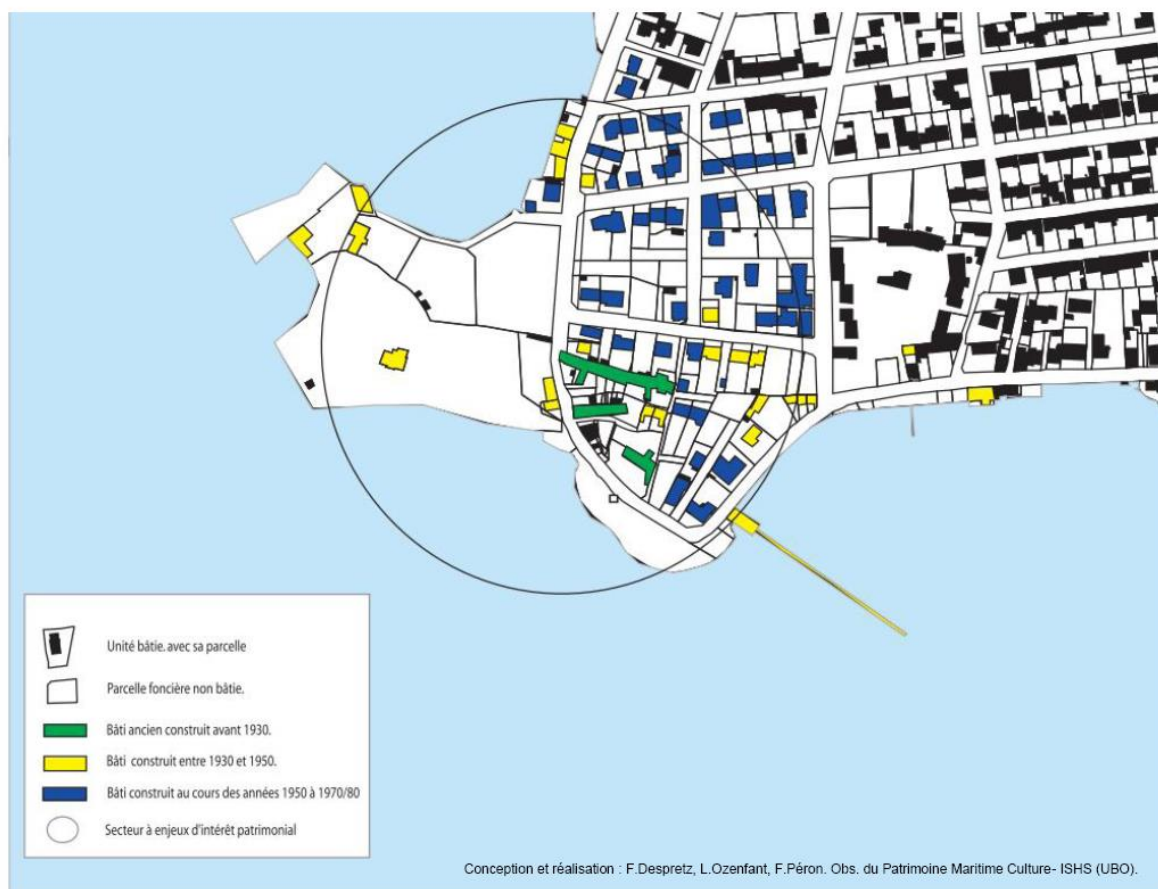 Unité bâtie. avec sa parcelle
Parcelle foncière non bâtie.
Bâti ancien construit avant 1930.
Bâti construit entre 1930 et 1950.
Bâti construit au cours des années 1950 à 1970/80
Secteur à enjeux d'intérêt patrimonial
Conception et réalisation : F.Despretz, L.Ozenfant, F.Péron. Obs. du Patrimoine Maritime Culture- ISHS (UBO).